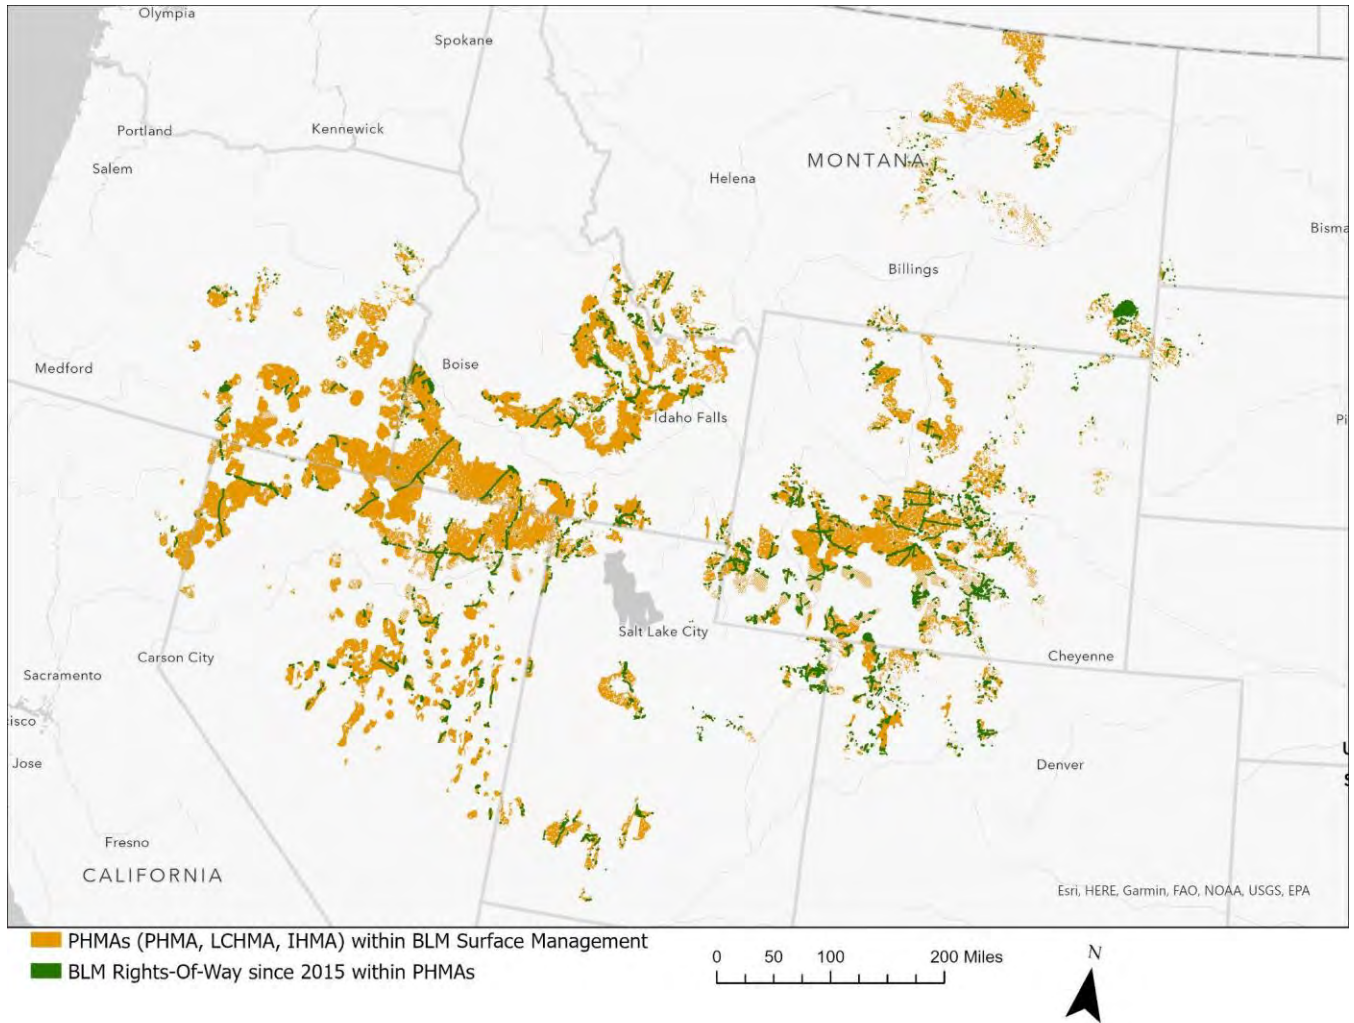 Olympia
Spokane
Portland
Kennewick
Salem
Helena
MONTANA
Bisma
Billings
Medford
Boise
Idaho Falls
Pi
Salt Lake City
Carson City
Cheyenne
Sacramento
isco
Jose
U
S
Denver
Fresno
CALIFORNIA
Esri, HERE, Garmin, FAO, NOAA, USGS, EPA
PHMAs (PHMA, LCHMA, IHMA) within BLM Surface Management
BLM Rights-Of-Way since 2015 within PHMAs
0 50 100 200 Miles
N